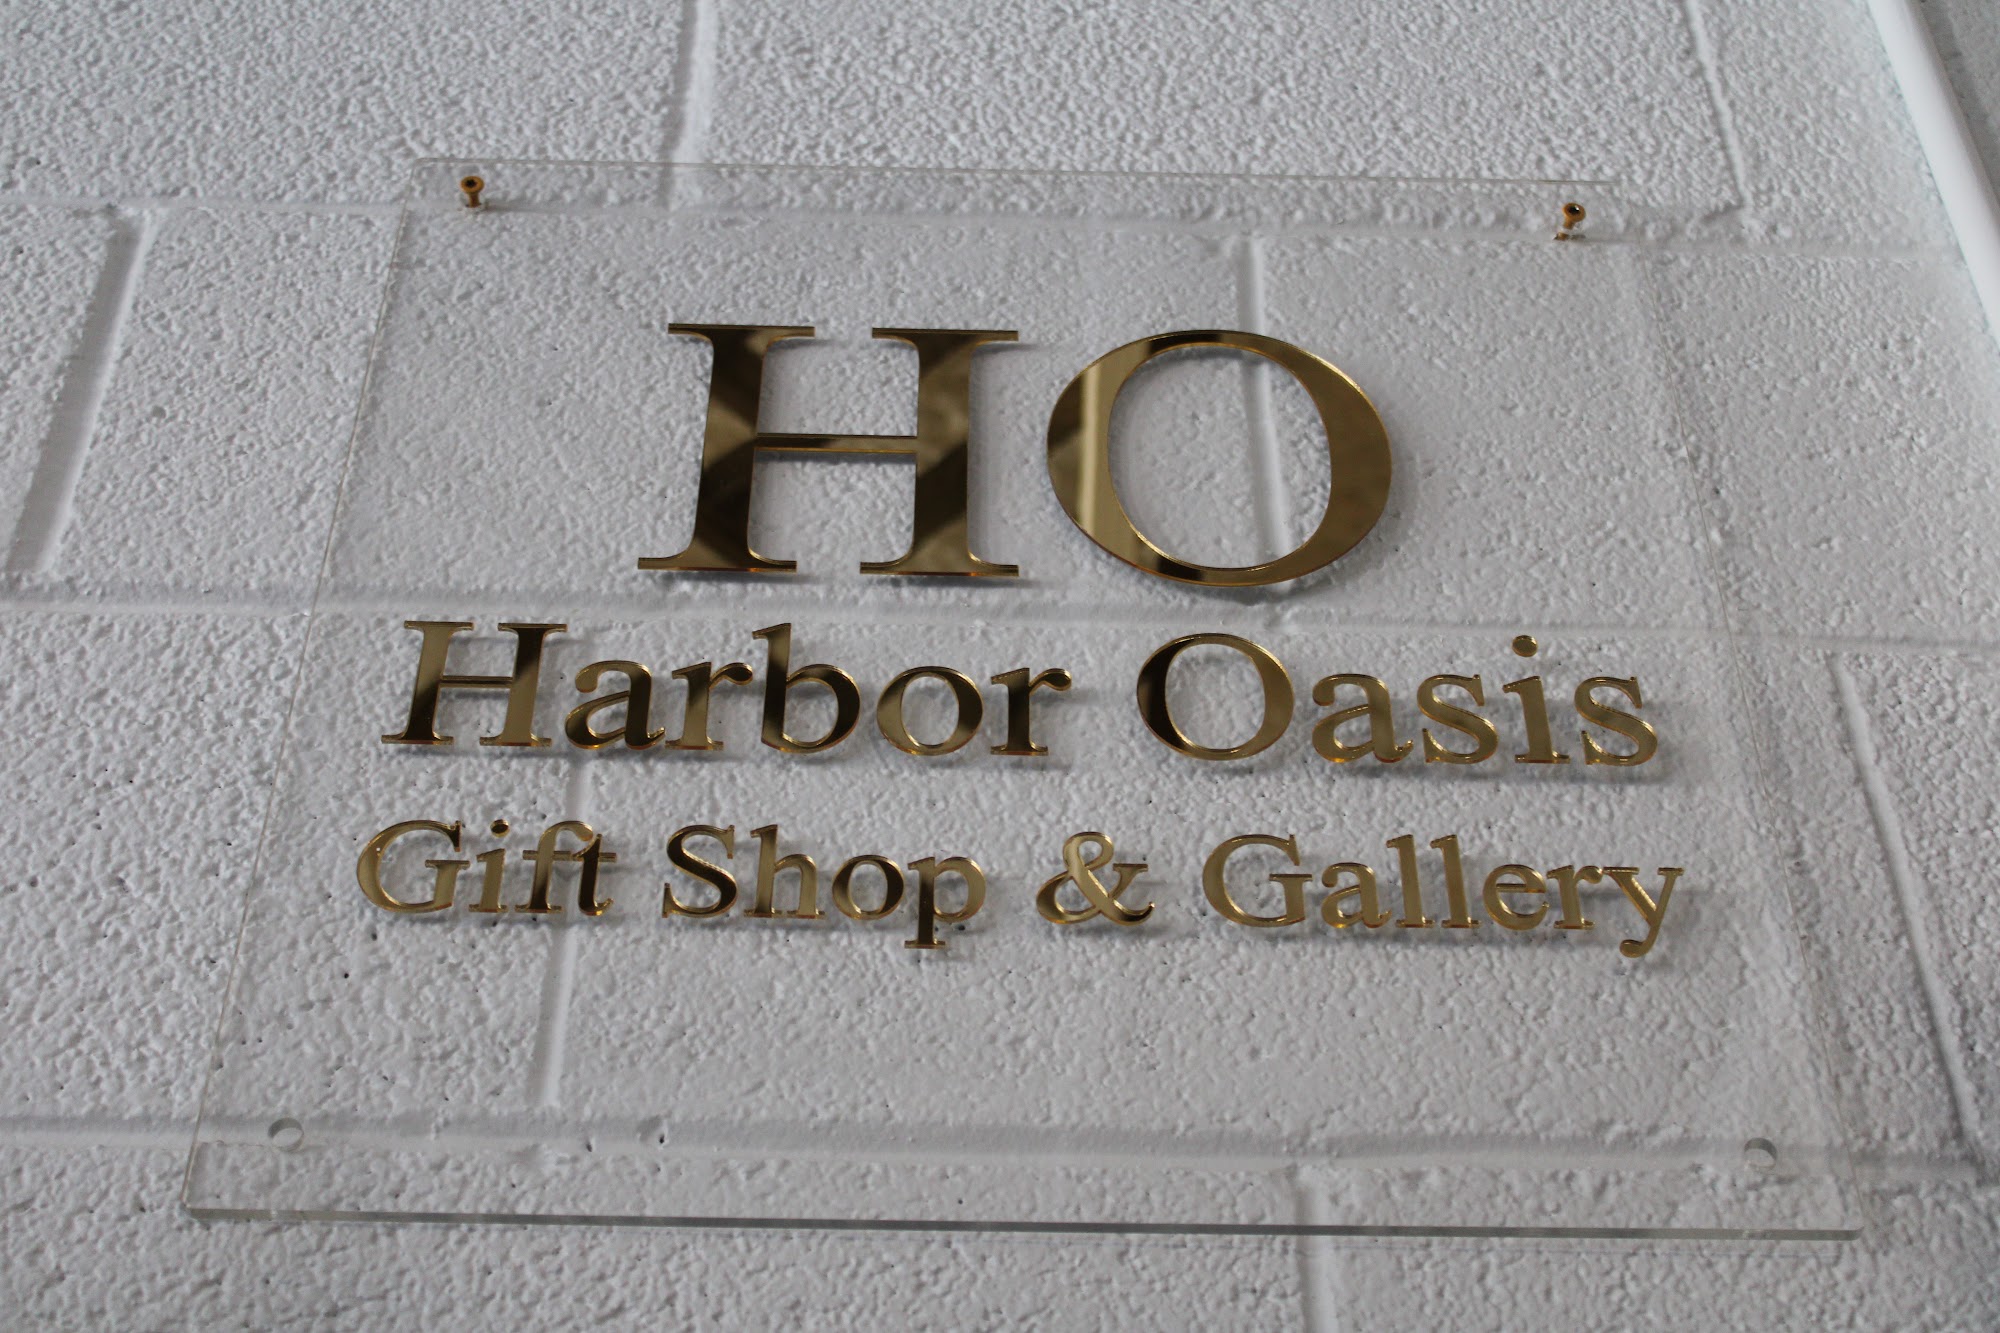 HO
Harbor Oasis
Gift Shop & Gallery